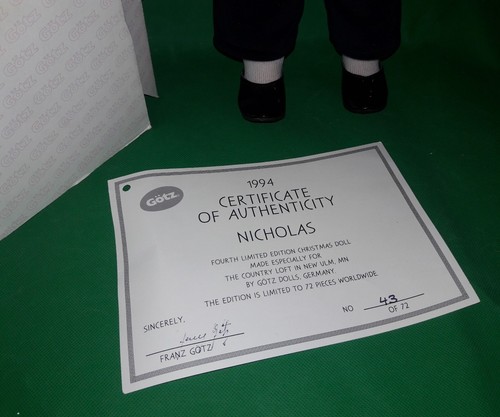 Götz
1994
CERTIFICATE
OF AUTHENTICITY
NICHOLAS
FOURTH LIMITED EDITION CHRISTMAS DOLL
MADE ESPECIALLY FOR
THE COUNTRY LOFT IN NEW ULM, MN
BY GÖTZ DOLLS, GERMANY.
THE EDITION IS LIMITED TO 72 PIECES WORLDWIDE.
SINCERELY,
FRANZ GÖTZ
NO 43
OF 72